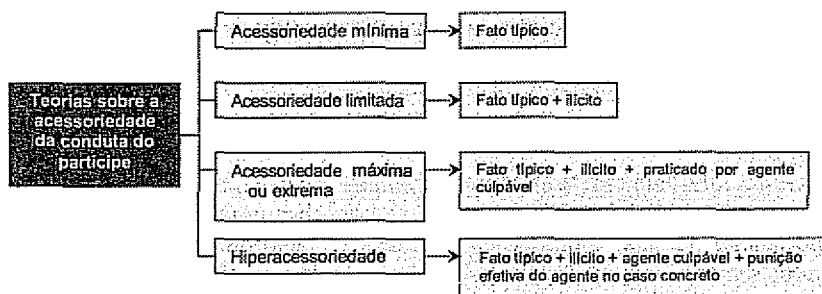 Teorias sobre a
acessoriedade
da conduta do
partícipe
Acessoriedade mínima
Fato típico
Acessoriedade limitada
Fato típico + ilícito
Acessoriedade máxima
ou extrema
Fato típico + ilícito + praticado por agente
culpável
Hiperacessoriedade
Fato típico + ilícito + agente culpável + punição
efetiva do agente no caso concreto